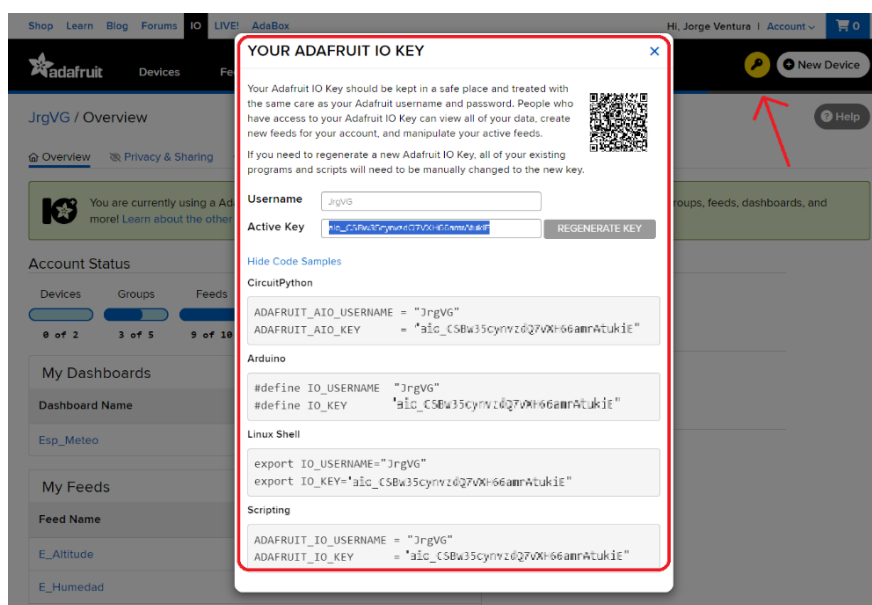 Shop Learn Blog Forums IO LIVE! AdaBox Hi, Jorge Ventura | Account 0
adafruit Devices New Device
JrgVG / Overview Help
Overview Privacy & Sharing
You are currently using a
more! Learn about the other
roups, feeds, dashboards, and
Account Status
Devices Groups Feeds
0 of 2 3 of 5 9 of 10
My Dashboards
Dashboard Name
Esp_Meteo
My Feeds
Feed Name
E_Altitude
E_Humedad
YOUR ADAFRUIT IO KEY ×
Your Adafruit IO Key should be kept in a safe place and treated with
the same care as your Adafruit username and password. People who
have access to your Adafruit IO Key can view all of your data, create
new feeds for your account, and manipulate your active feeds.
If you need to regenerate a new Adafruit IO Key, all of your existing
programs and scripts will need to be manually changed to the new key.
Username JrgVG
Active Key REGENERATE KEY
Hide Code Samples
CircuitPython
ADAFRUIT_AIO_USERNAME = "JrgVG"
ADAFRUIT_AIO_KEY =
Arduino
#define IO_USERNAME "JrgVG"
#define IO_KEY
Linux Shell
export IO_USERNAME="JrgVG"
export IO_KEY=
Scripting
ADAFRUIT_IO_USERNAME = "JrgVG"
ADAFRUIT_IO_KEY =